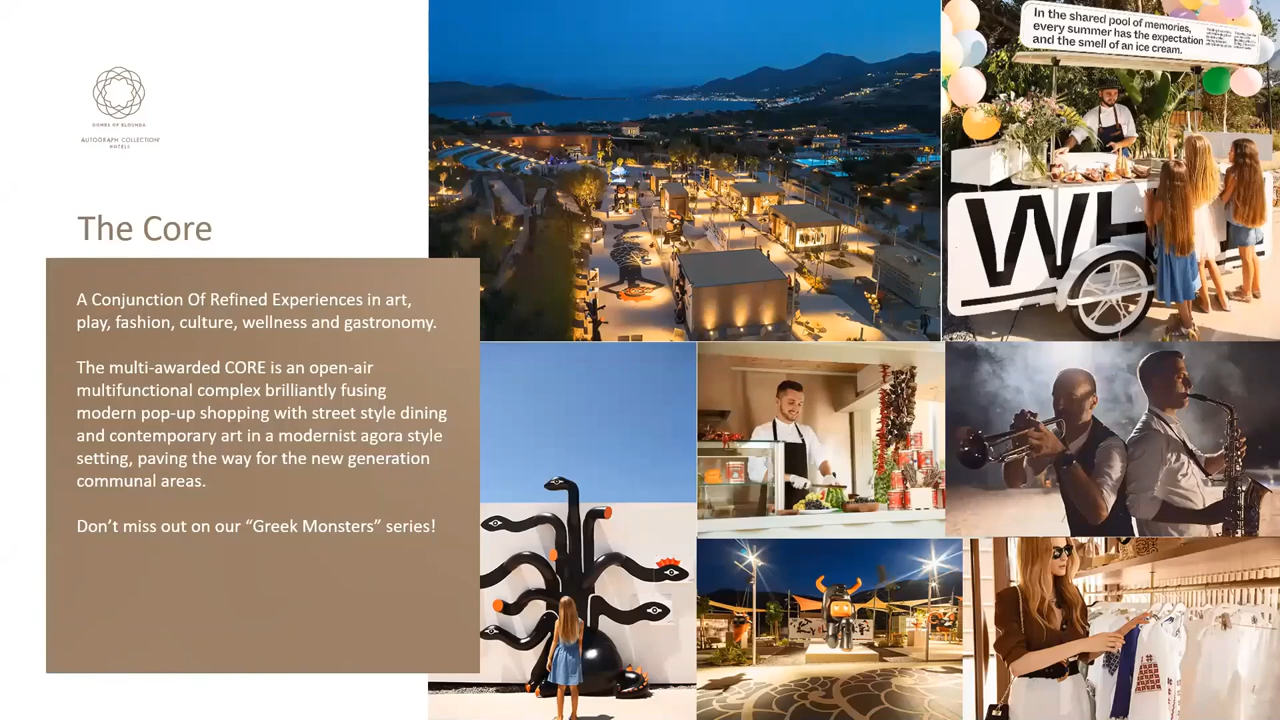 DOMES OF ELOUNDA
AUTOGRAPH COLLECTION®
HOTELS
The Core
A Conjunction Of Refined Experiences in art,
play, fashion, culture, wellness and gastronomy.
The multi-awarded CORE is an open-air
multifunctional complex brilliantly fusing
modern pop-up shopping with street style dining
and contemporary art in a modernist agora style
setting, paving the way for the new generation
communal areas.
Don’t miss out on our “Greek Monsters” series!
In the shared pool of memories,
every summer has the expectation
and the smell of an ice cream.